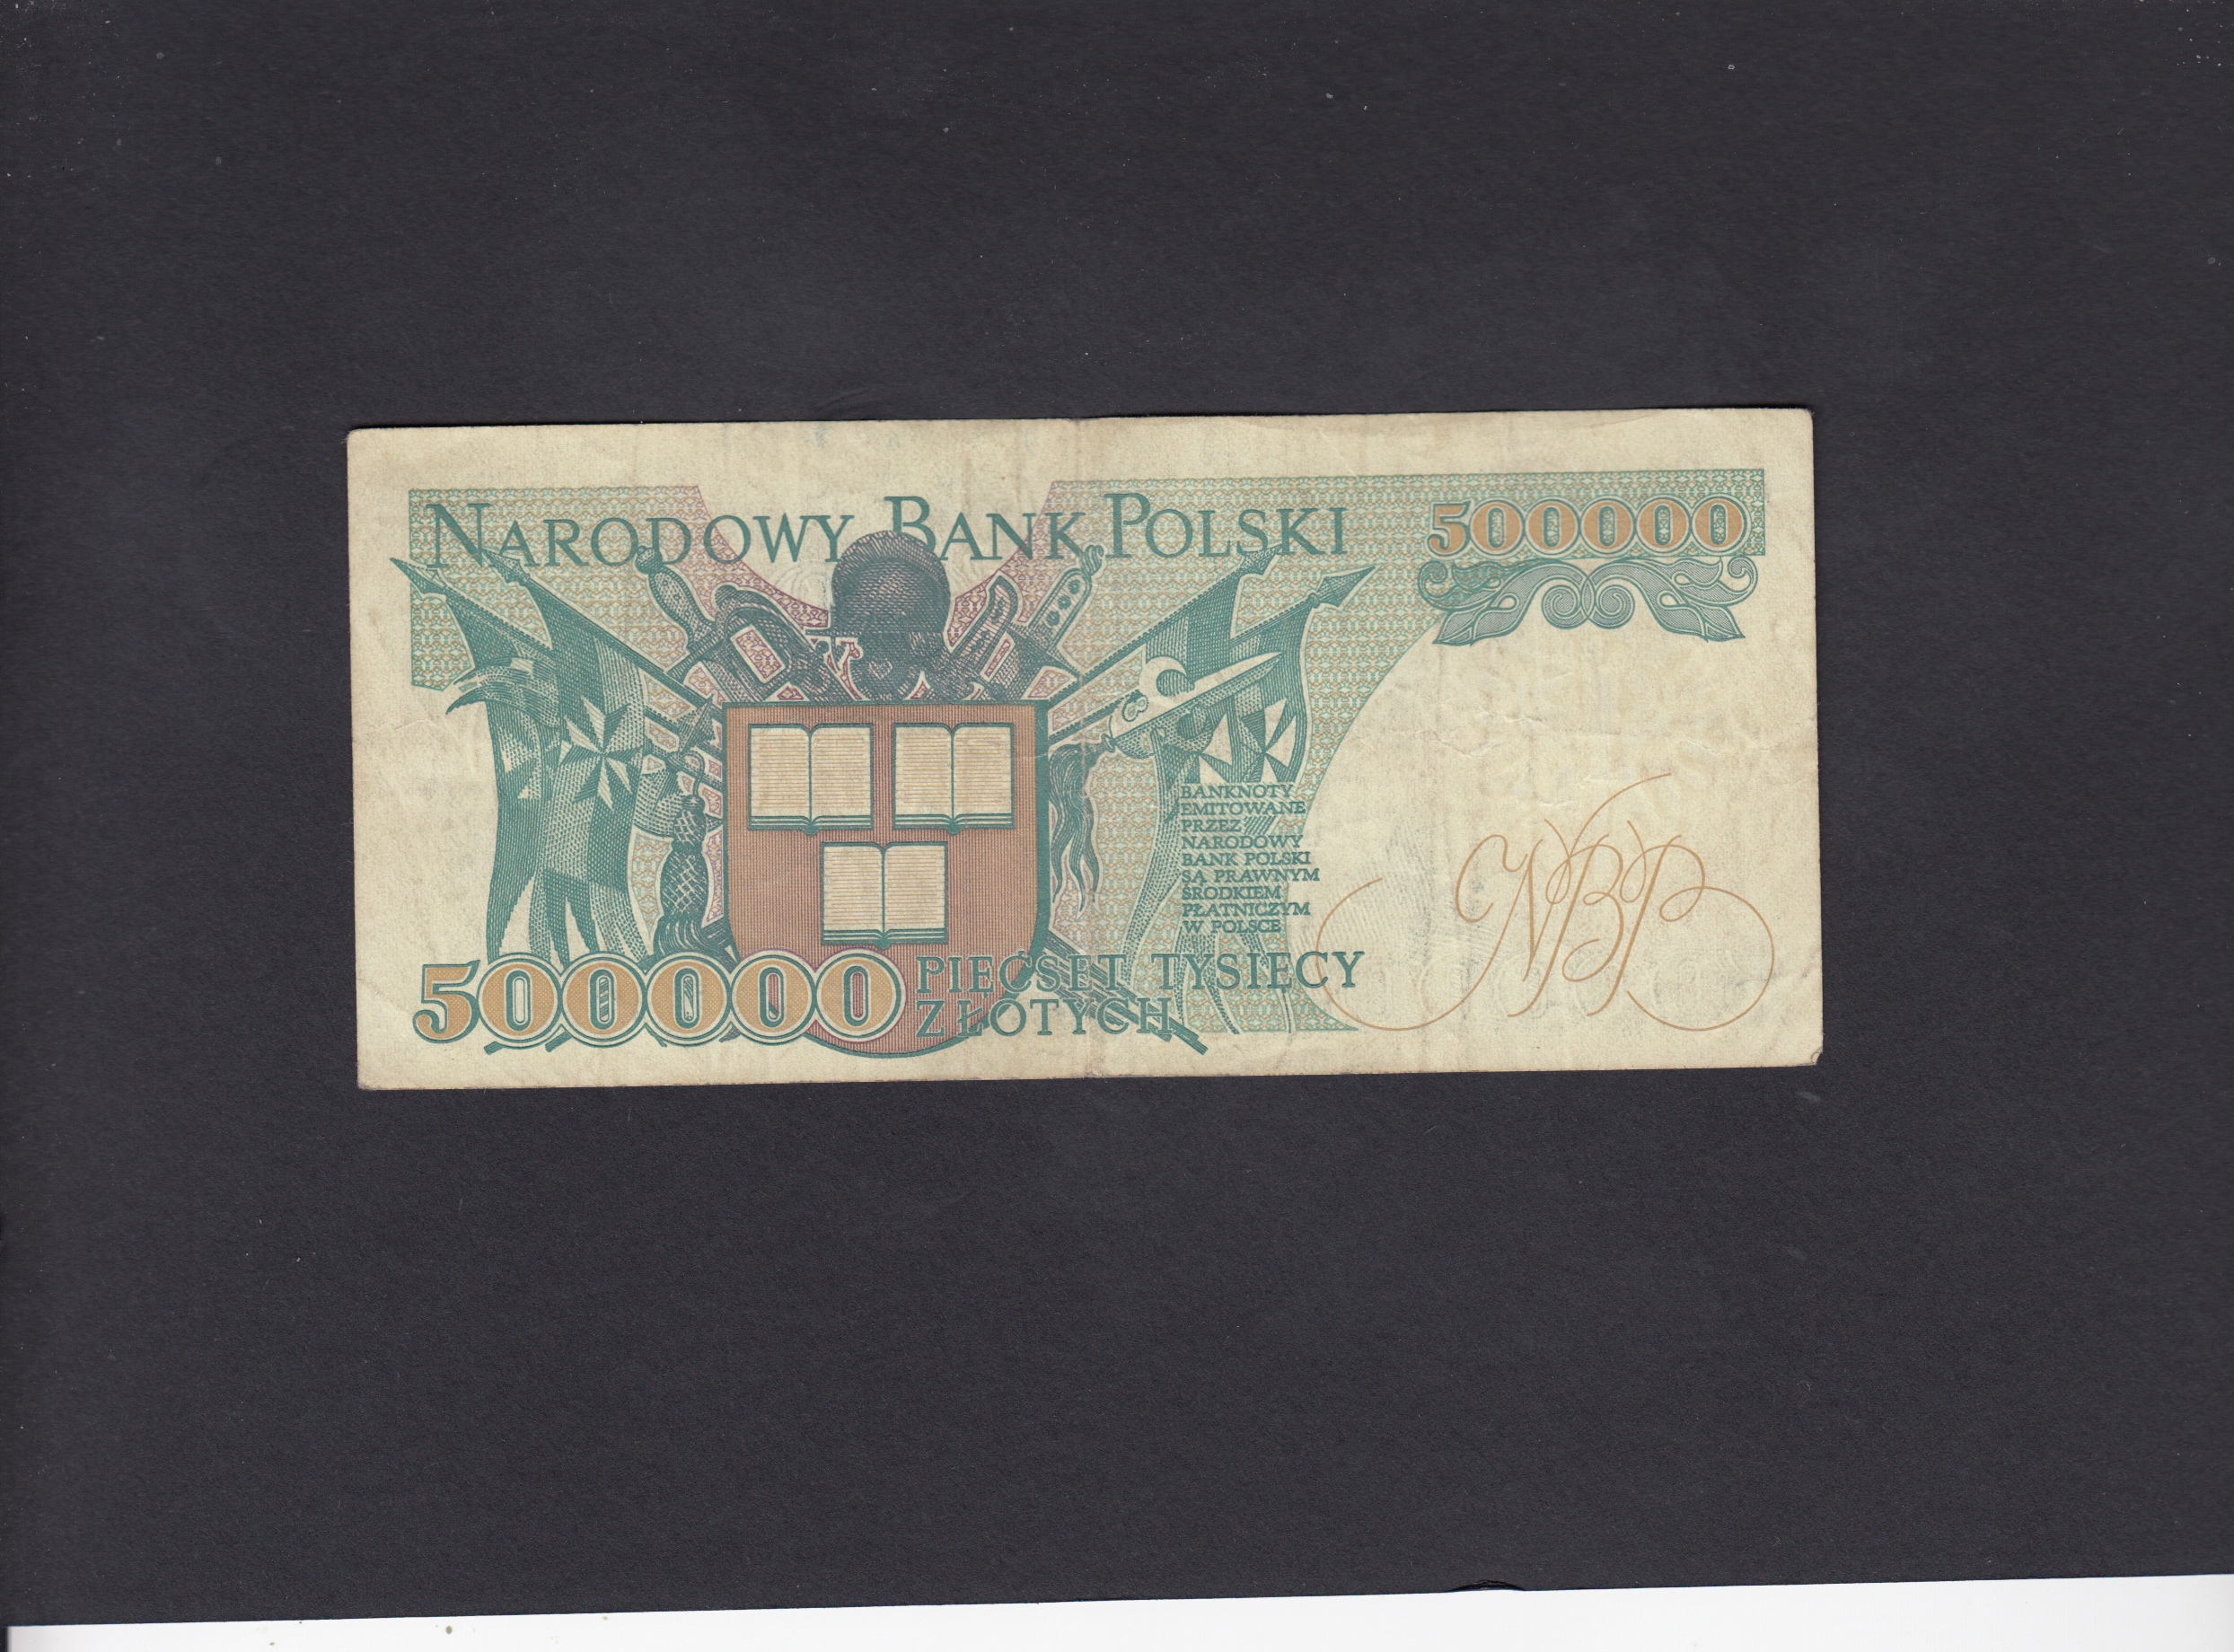 NARODOWY BANK POLSKI
500000
BANKNOTY
EMITOWANE
PRZEZ
NARODOWY
BANK POLSKI
SĄ PRAWNYM
ŚRODKIEM
PŁATNICZYM
W POLSCE
NBP
500000 PIĘĆSET TYSIĘCY
ZŁOTYCH